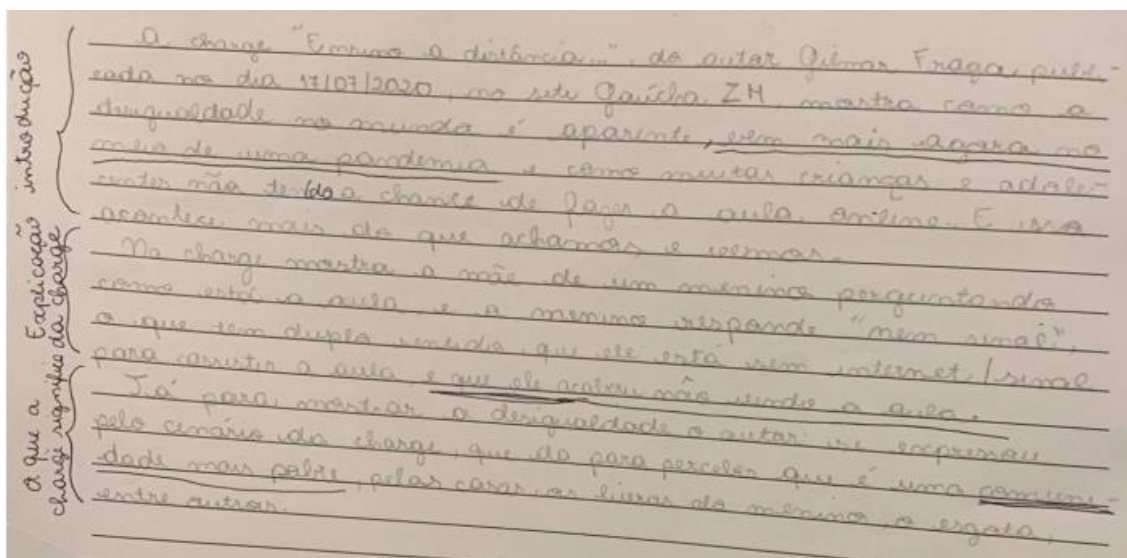 introdução
A charge "Ensino a distância...", do autor Gilmar Fraga, publi-
cada no dia 17/07/2020, no site Gaúcha ZH, mostra como a
desigualdade no mundo é aparente, bem mais agora no
meio de uma pandemia e como muitas crianças e adoles-
centes não tendo a chance de fazer a aula online. E isso
acontece mais do que achamos e vemos.
Explicação da charge
Na charge mostra a mãe de um menino perguntando
como está a aula, e o menino responde "nem sinal",
o que tem duplo sentido, que ele está sem internet/sinal
para assistir a aula, e que ele acabou não vendo a aula.
O que a charge significa
Já para mostrar a desigualdade o autor se expressou
pelo cenário da charge, que da para perceber que é uma comuni-
dade mais pobre, pelas casas, os livros do menino, o esgoto,
entre outros.